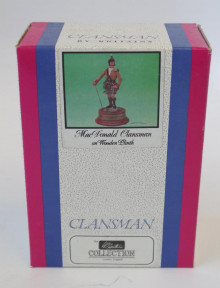 CLANSMAN
BY BRITAINS
MacDonald Clansman
on Wooden Plinth
CLANSMAN
COLLECTION